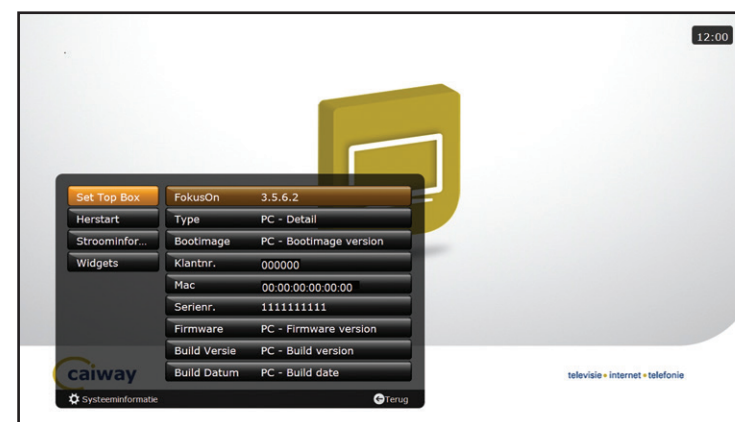 12:00
Set Top Box FokusOn 3.5.6.2
Herstart Type PC - Detail
Stroominfor... Bootimage PC - Bootimage version
Widgets Klantnr. 000000
Mac 00:00:00:00:00:00
Serienr. 1111111111
Firmware PC - Firmware version
Build Versie PC - Build version
Build Datum PC - Build date
caiway televisie • internet • telefonie
Systeeminformatie Terug